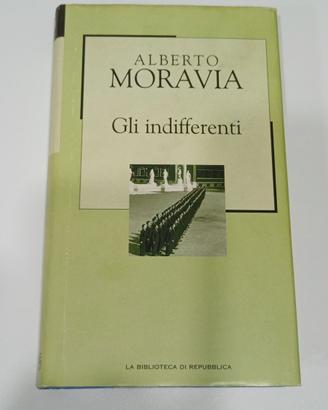 ALBERTO
MORAVIA
Gli indifferenti
LA BIBLIOTECA DI REPUBBLICA